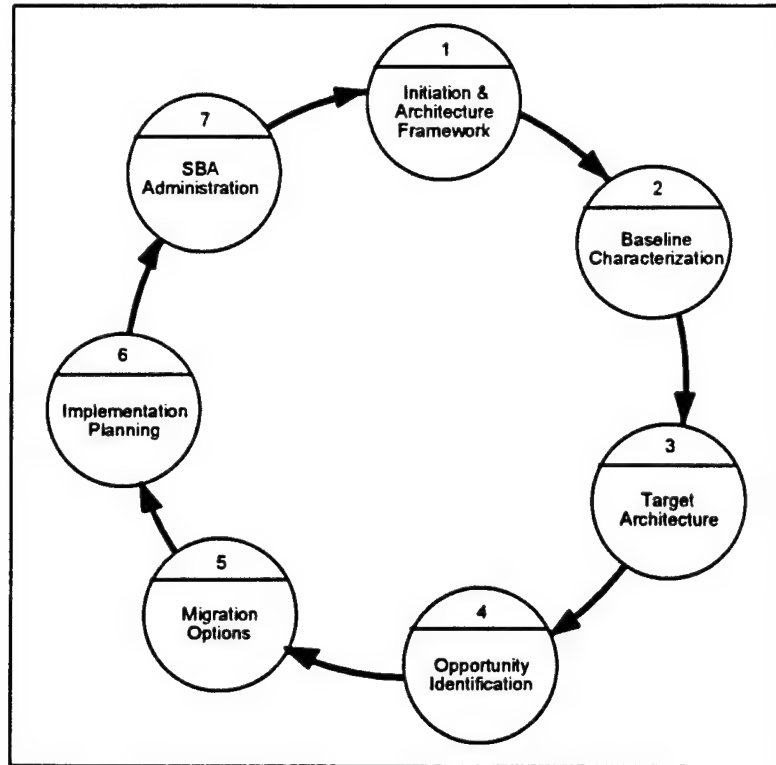 1
Initiation &
Architecture
Framework
2
Baseline
Characterization
3
Target
Architecture
4
Opportunity
Identification
5
Migration
Options
6
Implementation
Planning
7
SBA
Administration